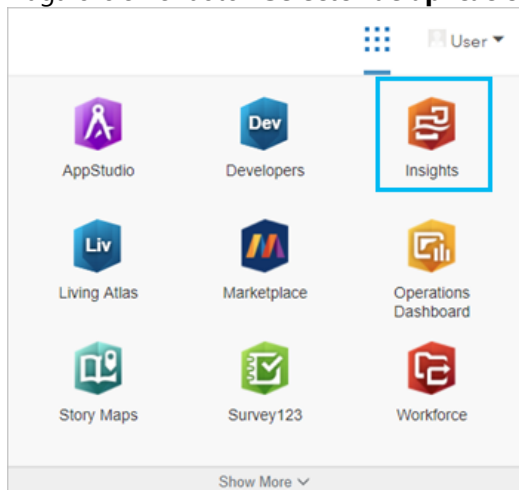 User
Dev
AppStudio Developers Insights
Liv
Living Atlas Marketplace Operations
Dashboard
Story Maps Survey123 Workforce
Show More